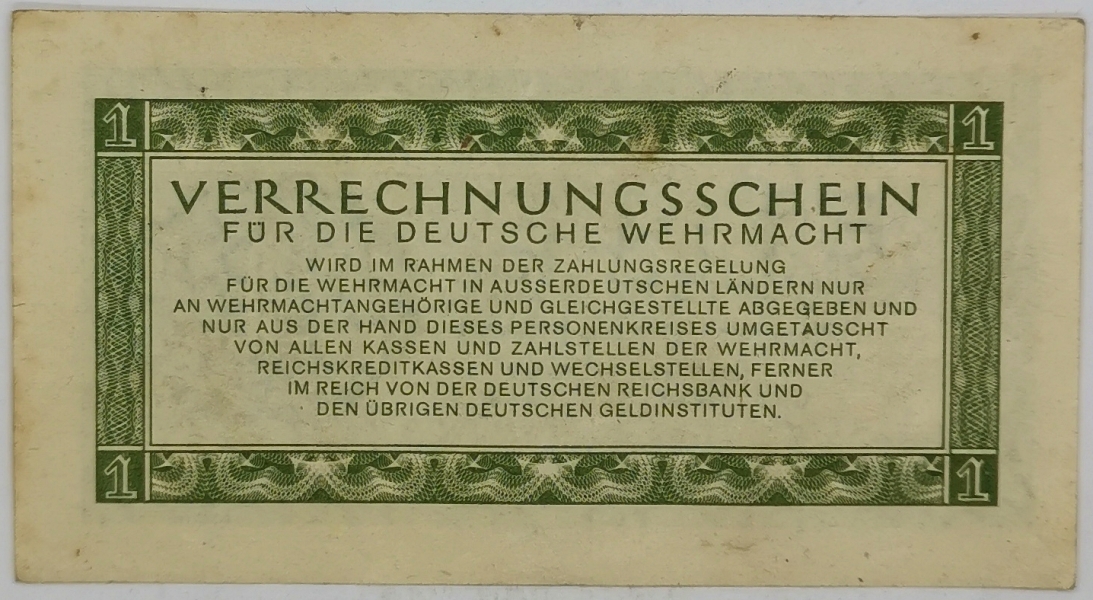 1 1
VERRECHNUNGSSCHEIN
FÜR DIE DEUTSCHE WEHRMACHT
WIRD IM RAHMEN DER ZAHLUNGSREGELUNG
FÜR DIE WEHRMACHT IN AUSSERDEUTSCHEN LÄNDERN NUR
AN WEHRMACHTANGEHÖRIGE UND GLEICHGESTELLTE ABGEGEBEN UND
NUR AUS DER HAND DIESES PERSONENKREISES UMGETAUSCHT
VON ALLEN KASSEN UND ZAHLSTELLEN DER WEHRMACHT,
REICHSKREDITKASSEN UND WECHSELSTELLEN, FERNER
IM REICH VON DER DEUTSCHEN REICHSBANK UND
DEN ÜBRIGEN DEUTSCHEN GELDINSTITUTEN.
1 1